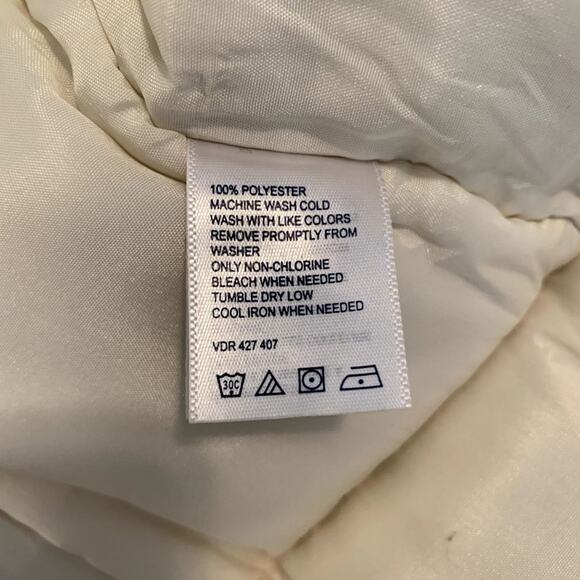 100% POLYESTER
MACHINE WASH COLD
WASH WITH LIKE COLORS
REMOVE PROMPTLY FROM
WASHER
ONLY NON-CHLORINE
BLEACH WHEN NEEDED
TUMBLE DRY LOW
COOL IRON WHEN NEEDED
VDR 427 407
30C